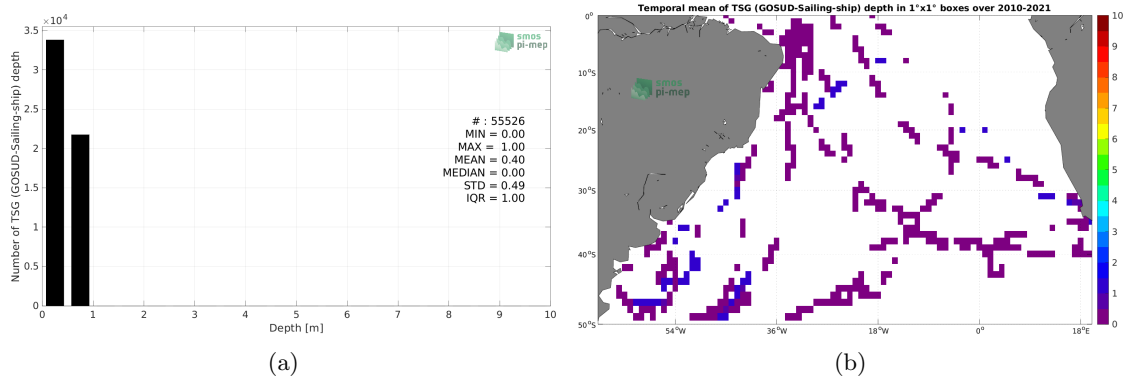 ×10⁴
3.5
3
2.5
2
1.5
1
0.5
0
Number of TSG (GOSUD-Sailing-ship) depth
0 1 2 3 4 5 6 7 8 9 10
Depth [m]
smos
pi-mep
# : 55526
MIN = 0.00
MAX = 1.00
MEAN = 0.40
MEDIAN = 0.00
STD = 0.49
IQR = 1.00
(a)
Temporal mean of TSG (GOSUD-Sailing-ship) depth in 1°x1° boxes over 2010-2021
0°
10°S
20°S
30°S
40°S
50°S
54°W 36°W 18°W 0° 18°E
smos
pi-mep
10
9
8
7
6
5
4
3
2
1
0
(b)